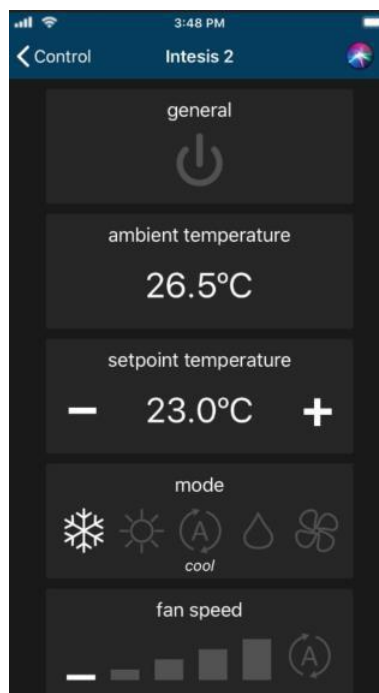 3:48 PM
Control
Intesis 2
general
ambient temperature
26.5°C
setpoint temperature
23.0°C
mode
A
cool
fan speed
A